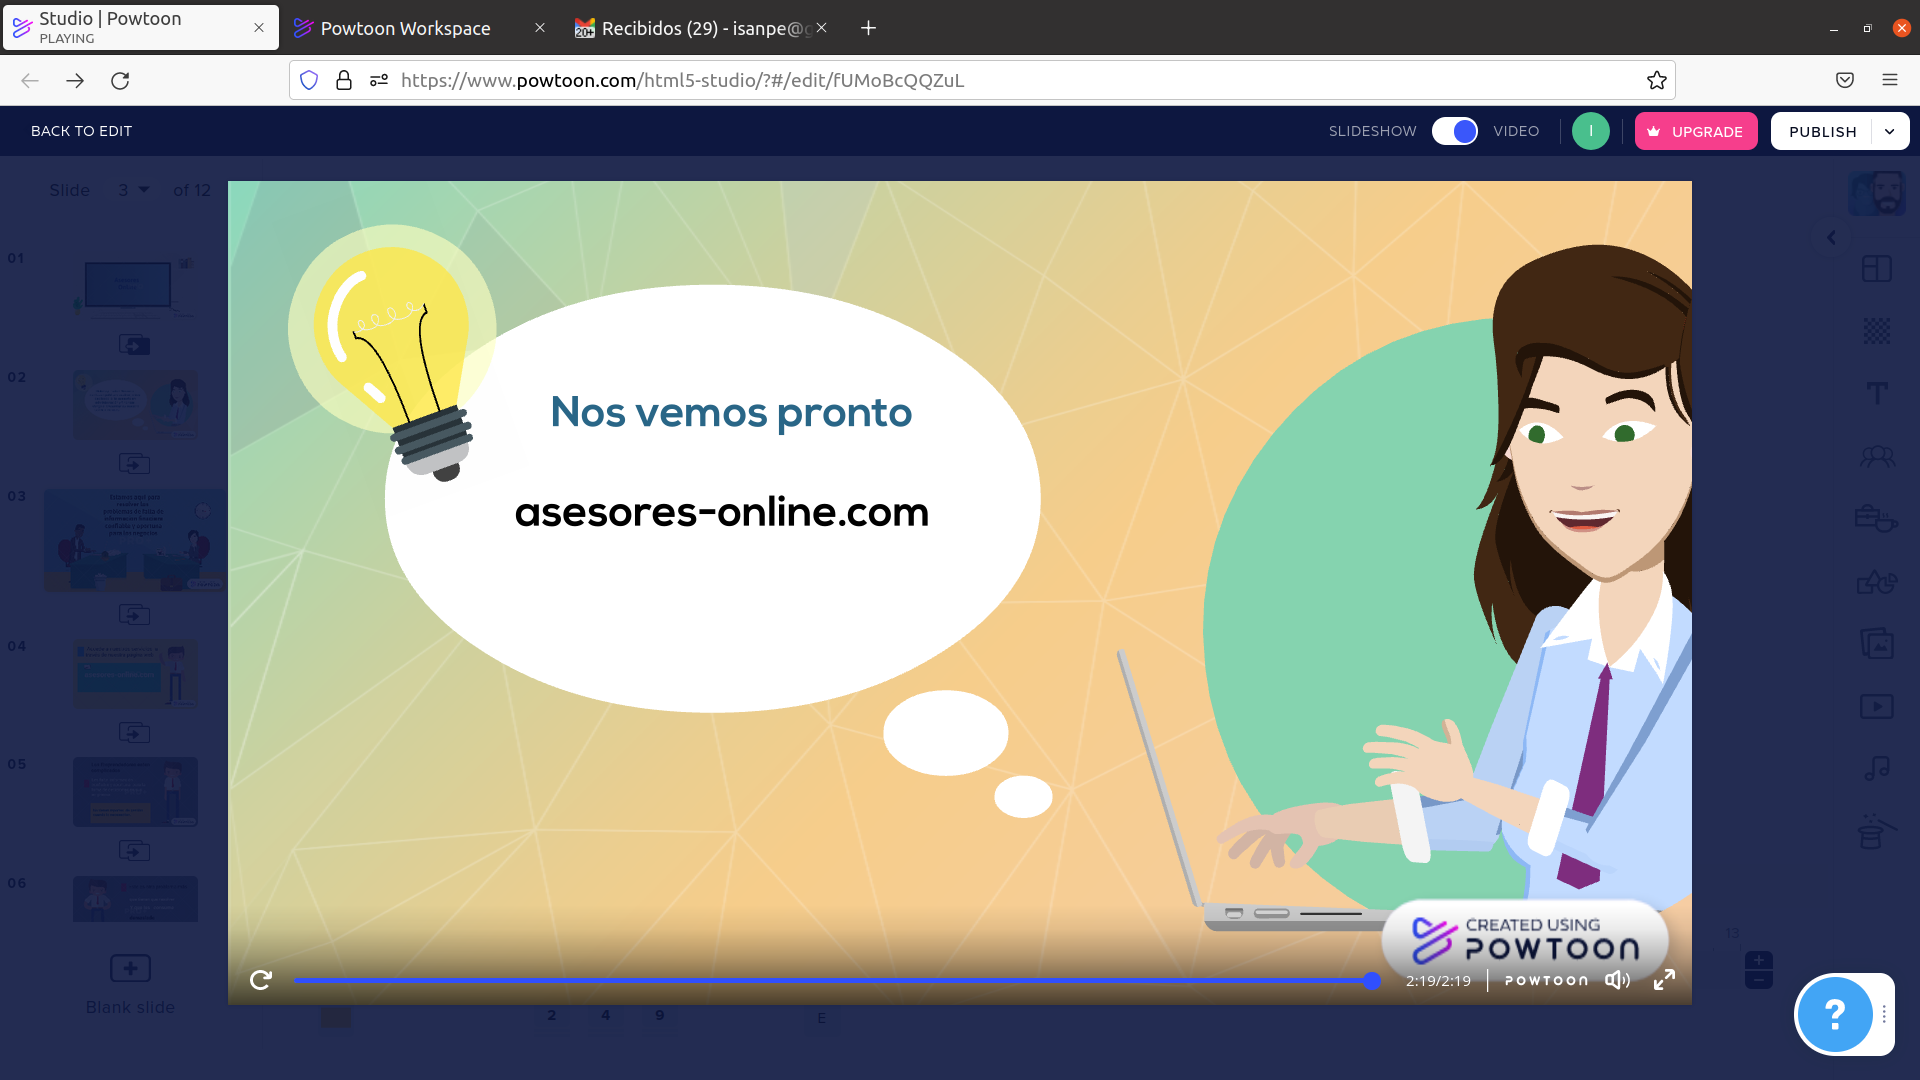 Studio | Powtoon
PLAYING
Powtoon Workspace
20+
Recibidos (29) - isanpe@
https://www.powtoon.com/html5-studio/?#/edit/fUMoBcQQZuL
BACK TO EDIT
SLIDESHOW
VIDEO
I
UPGRADE
PUBLISH
Slide 3 of 12
01
02
03
04
05
06
Blank slide
Nos vemos pronto
asesores-online.com
CREATED USING
POWTOON
2:19/2:19
POWTOON
13
+
−
?
2 4 9
E